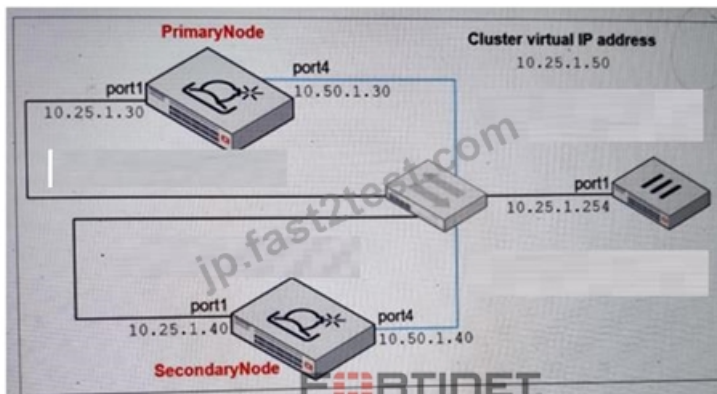 PrimaryNode
Cluster virtual IP address
10.25.1.50
port4
10.50.1.30
port1
10.25.1.30
jp.fast2test.com
port1
10.25.1.254
port1
10.25.1.40
port4
10.50.1.40
SecondaryNode
FORTINET